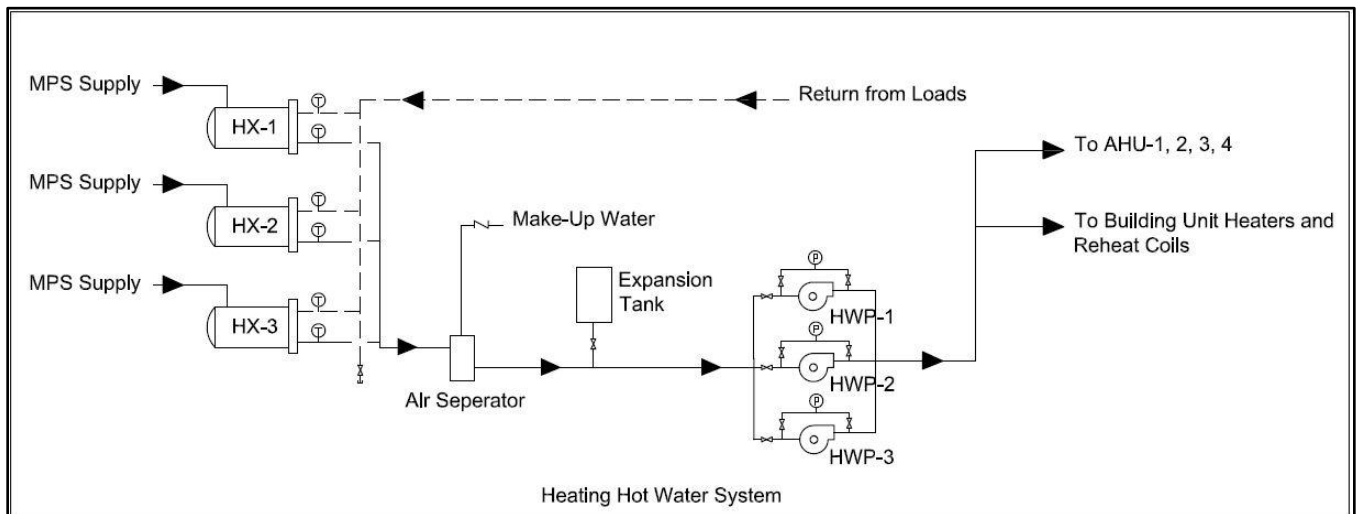 MPS Supply
HX-1
T
T
Return from Loads
To AHU-1, 2, 3, 4
MPS Supply
HX-2
T
T
Make-Up Water
To Building Unit Heaters and
Reheat Coils
MPS Supply
HX-3
T
T
Expansion
Tank
P
HWP-1
P
HWP-2
P
HWP-3
Air Seperator
Heating Hot Water System